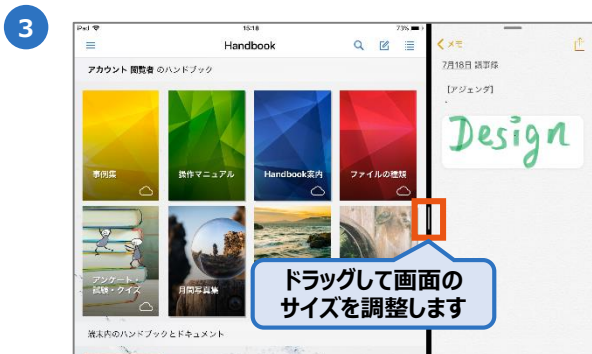 3
iPad 15:18 73%
Handbook
メモ
7月18日 議事録
アカウント 閲覧者 のハンドブック
【アジェンダ】
Design
事例集
操作マニュアル
Handbook案内
ファイルの種類
アンケート・
試験・クイズ
月間写真集
ドラッグして画面の
サイズを調整します
端末内のハンドブックとドキュメント